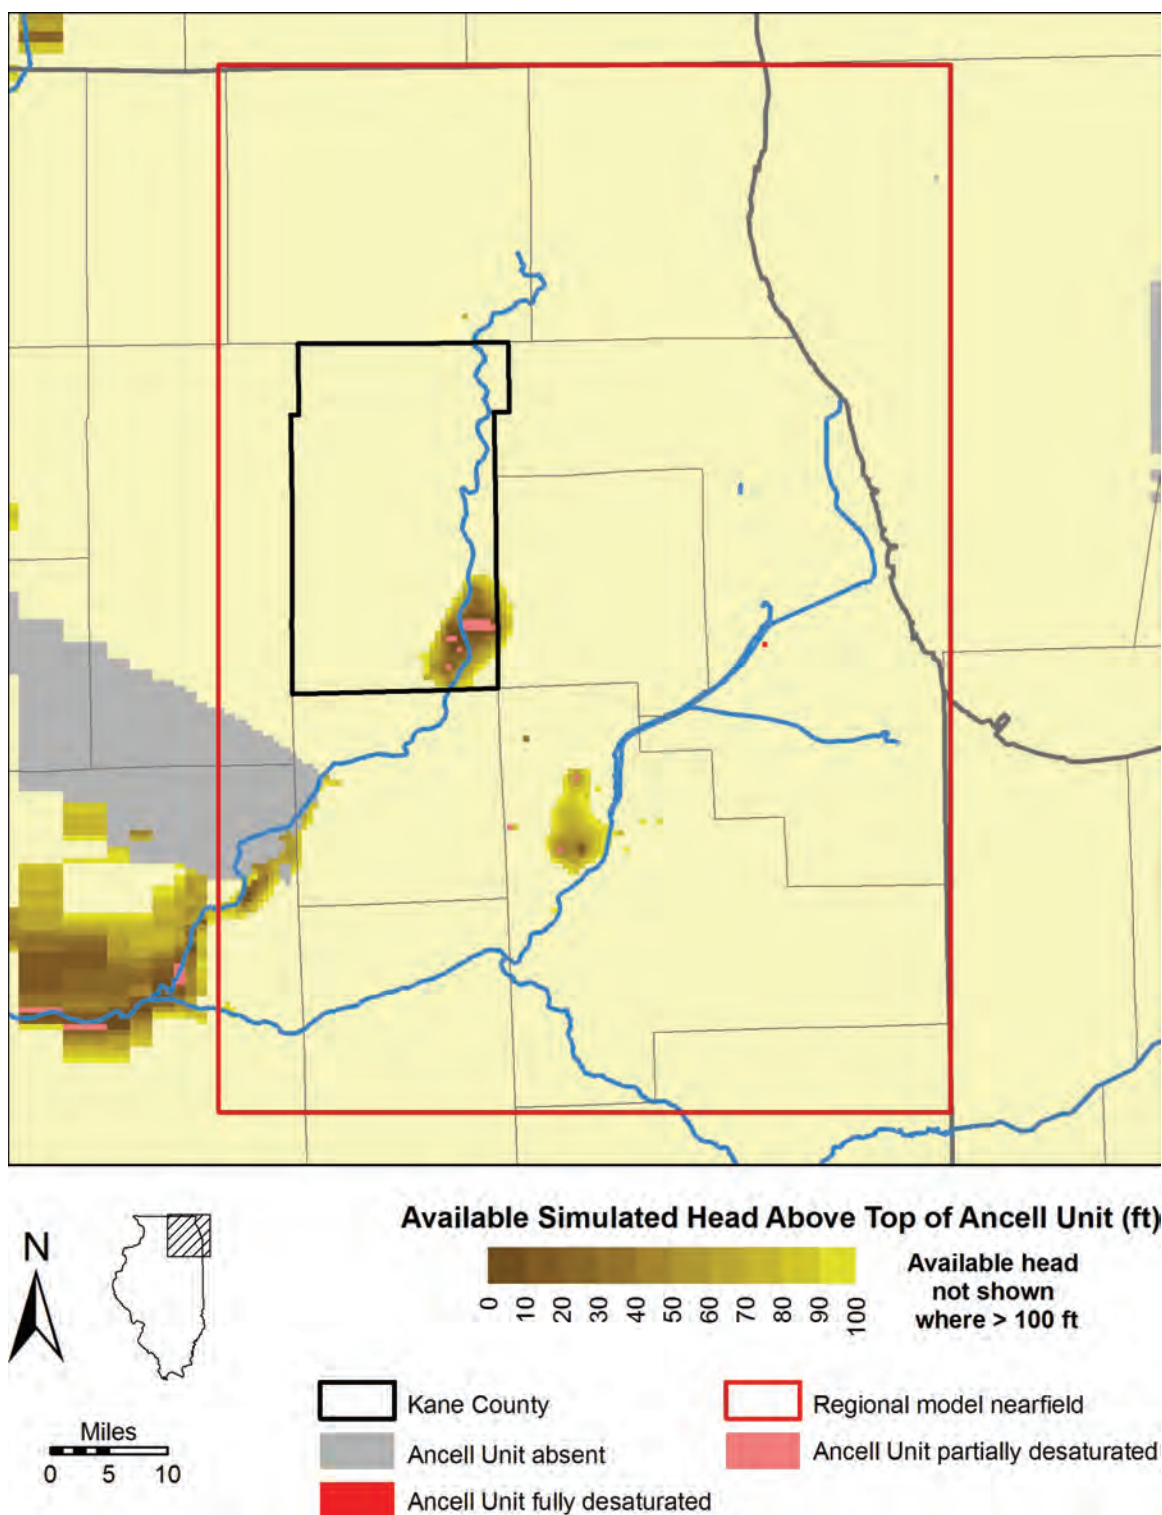 Available Simulated Head Above Top of Ancell Unit (ft)
N
0 10 20 30 40 50 60 70 80 90 100
Available head
not shown
where > 100 ft
Kane County
Regional model nearfield
Miles
0 5 10
Ancell Unit absent
Ancell Unit partially desaturated
Ancell Unit fully desaturated